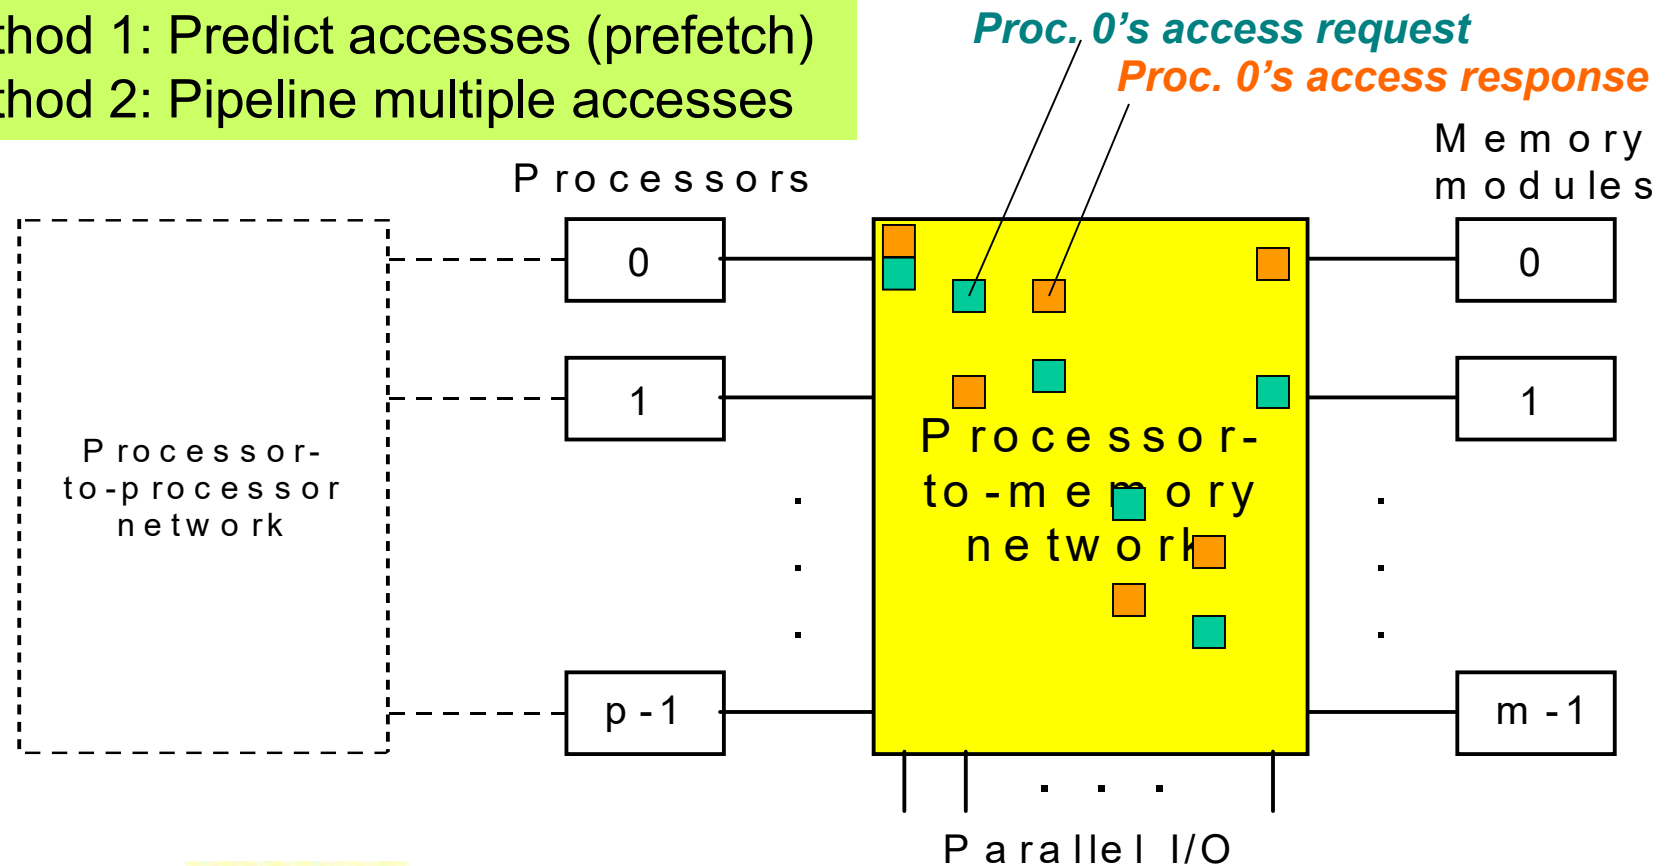 thod 1: Predict accesses (prefetch)
thod 2: Pipeline multiple accesses
Proc. 0’s access request
Proc. 0’s access response
Processors
Memory
modules
0
0
1
1
Processor-
to-processor
network
Processor-
to-memory
network
.
.
.
.
.
.
p-1
m-1
. . .
Parallel I/O